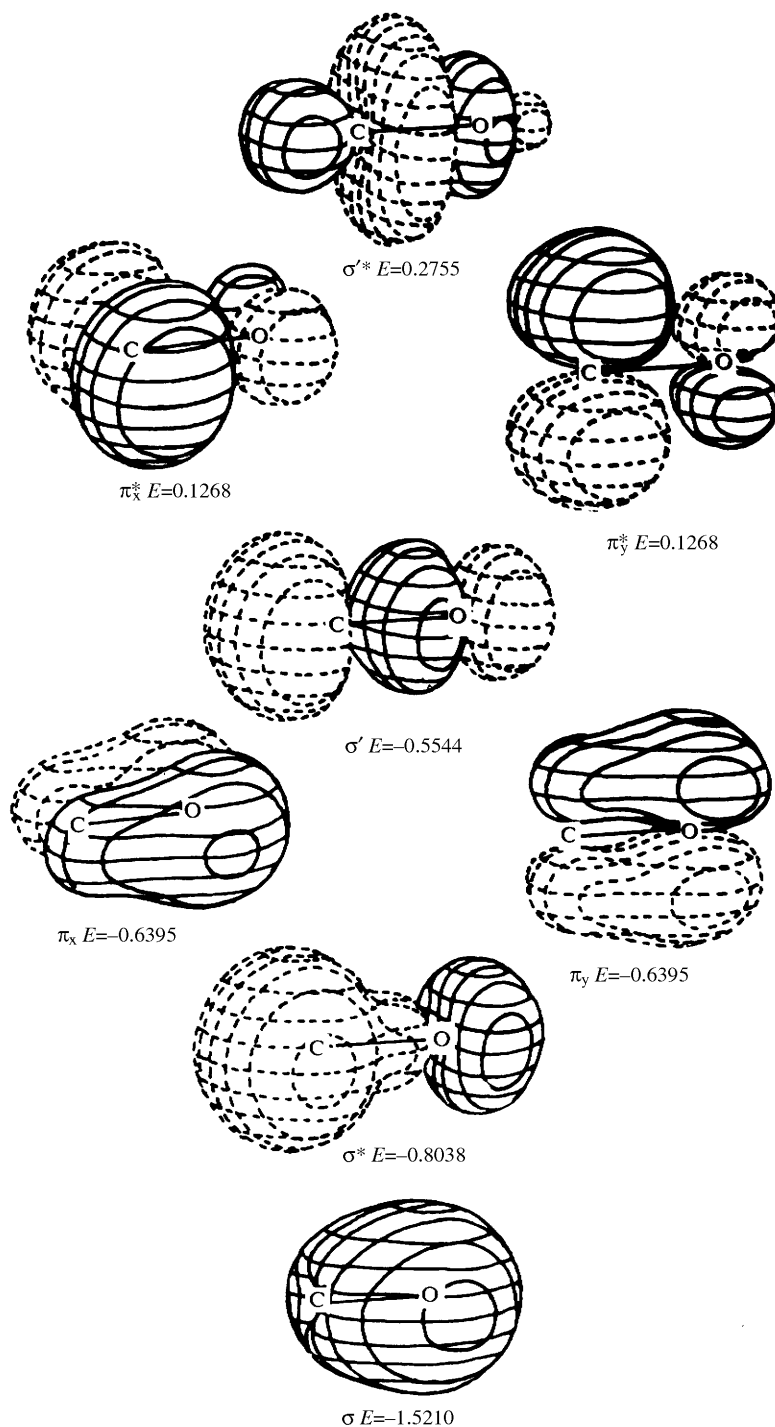 C O
σ′* E=0.2755
C O
π*x E=0.1268
C O
π*y E=0.1268
C O
σ′ E=–0.5544
C O
πx E=–0.6395
C O
πy E=–0.6395
C O
σ* E=–0.8038
C O
σ E=–1.5210